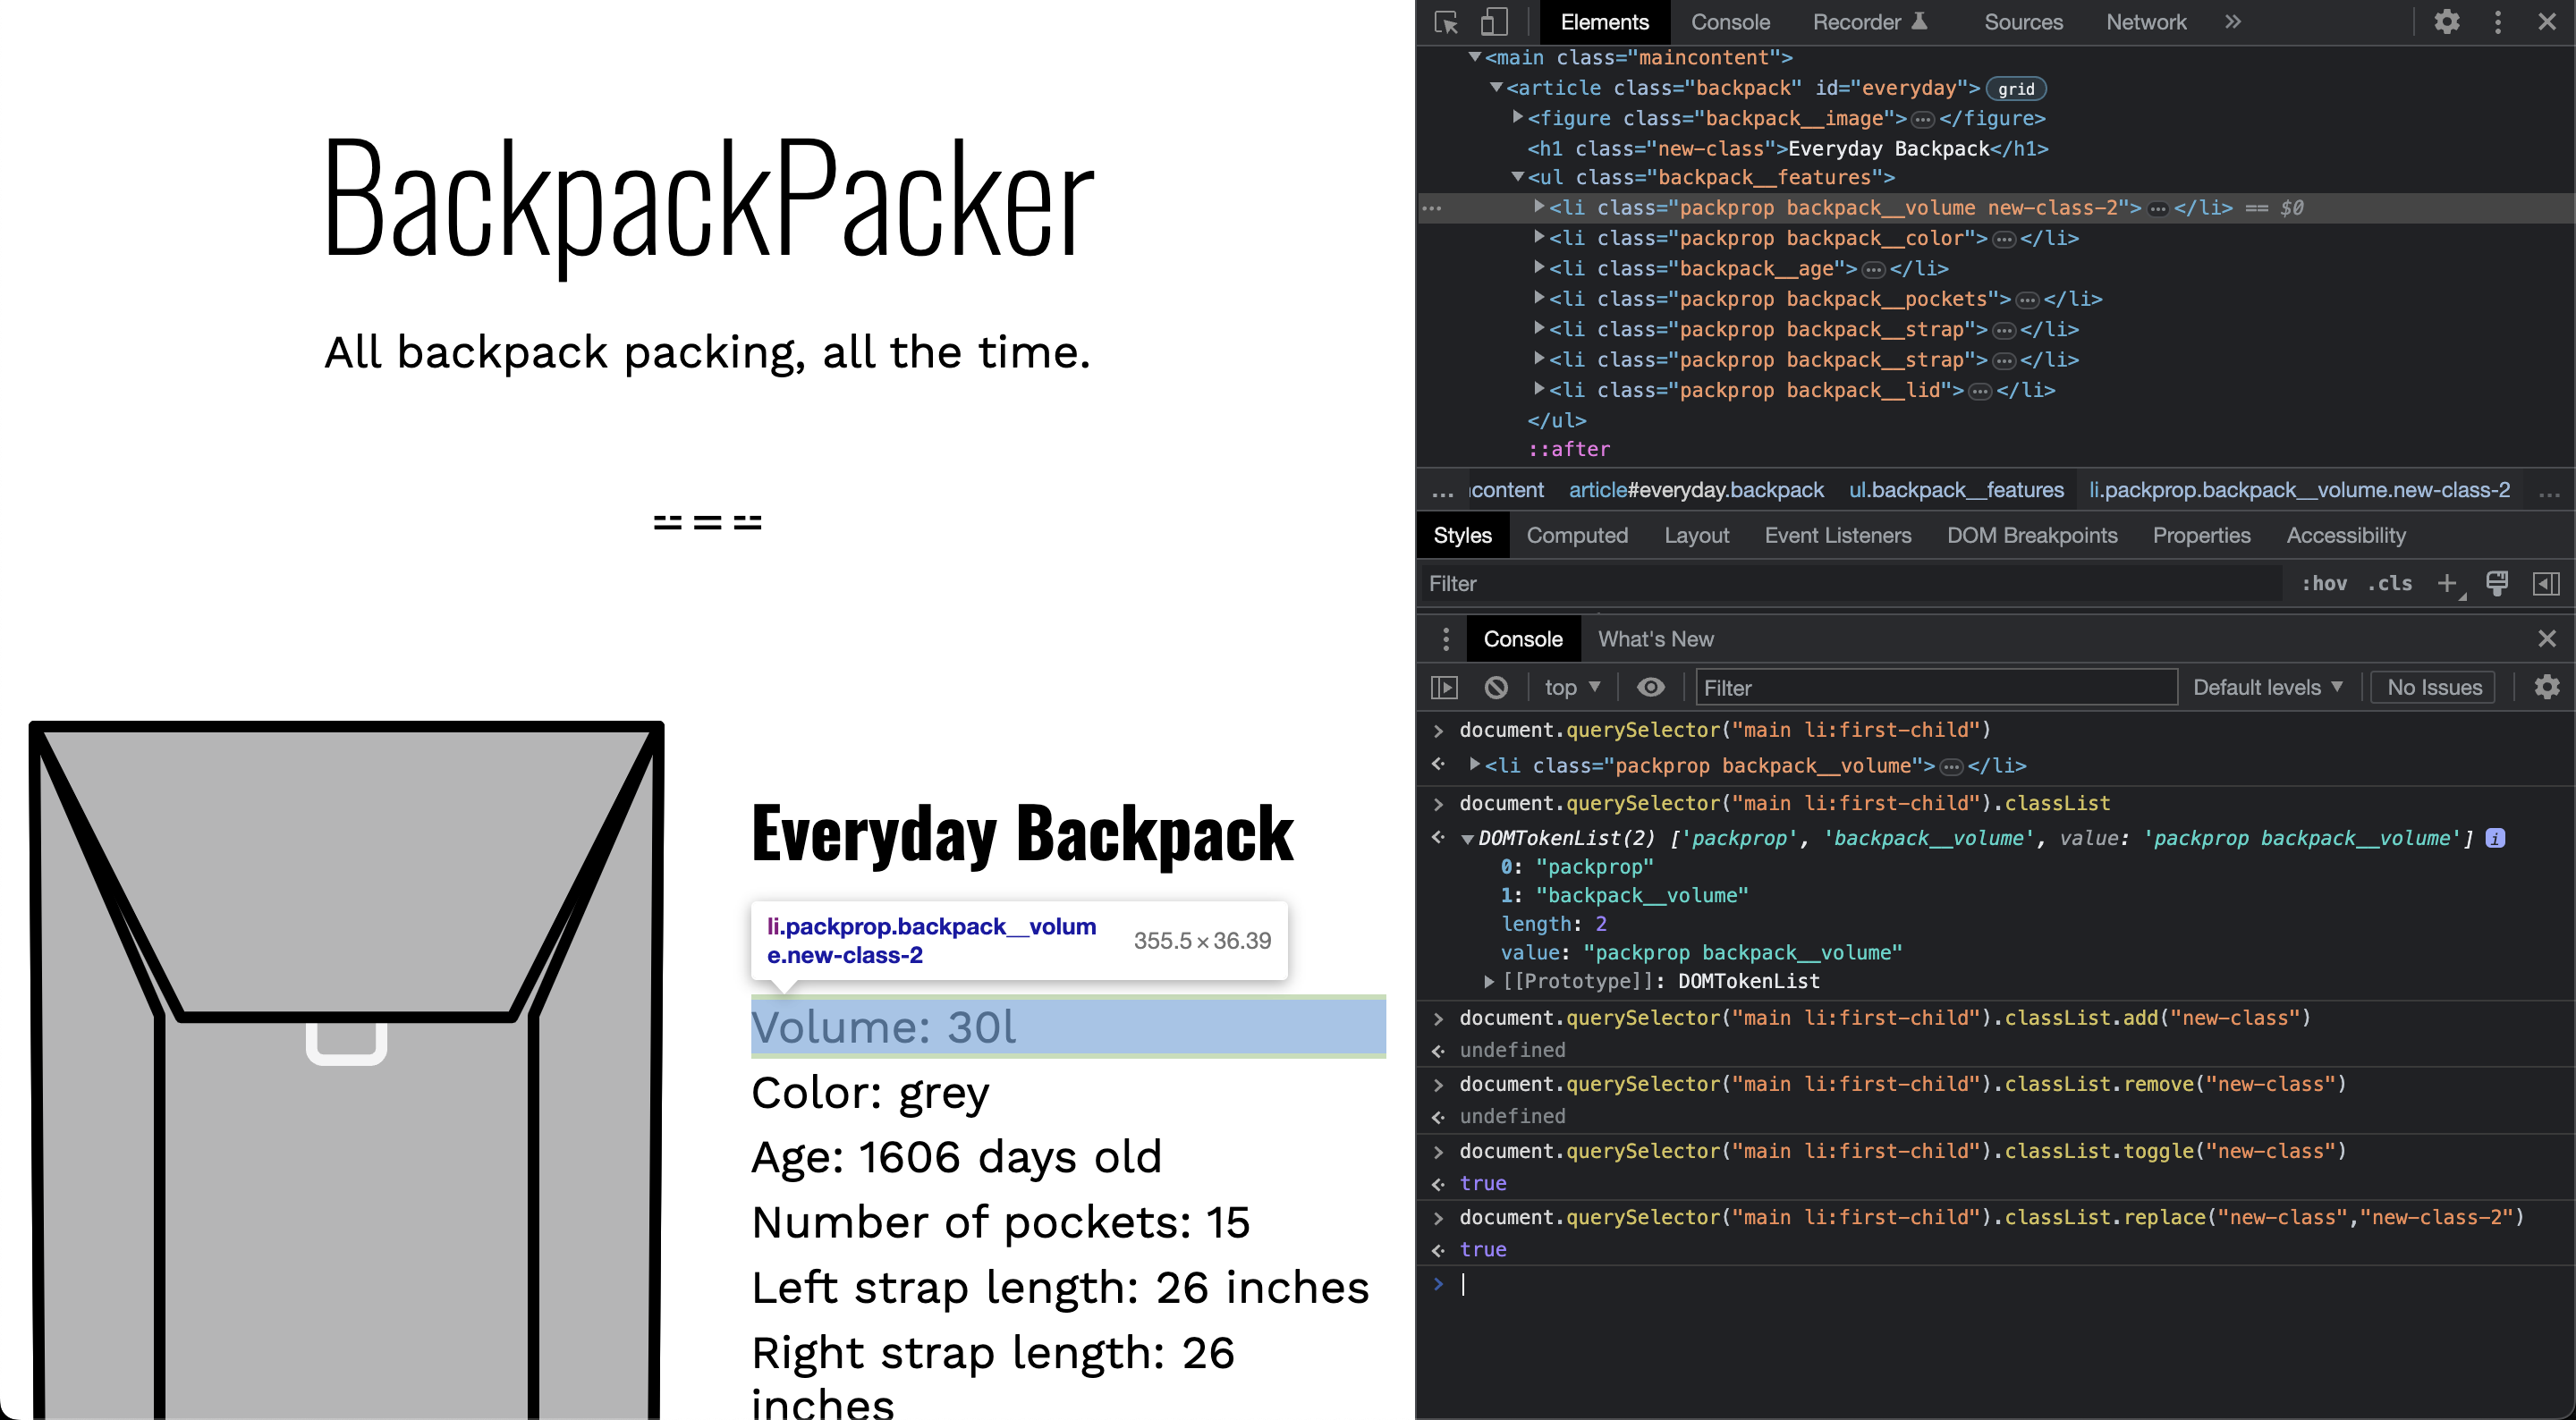 BackpackPacker
All backpack packing, all the time.
Everyday Backpack
li.packprop.backpack__volum
e.new-class-2
355.5 × 36.39
Volume: 30l
Color: grey
Age: 1606 days old
Number of pockets: 15
Left strap length: 26 inches
Right strap length: 26
inches
Elements Console Recorder Sources Network »
<main class="maincontent">
<article class="backpack" id="everyday"> grid
<figure class="backpack__image"> … </figure>
<h1 class="new-class">Everyday Backpack</h1>
<ul class="backpack__features">
… <li class="packprop backpack__volume new-class-2"> … </li> == $0
<li class="packprop backpack__color"> … </li>
<li class="backpack__age"> … </li>
<li class="packprop backpack__pockets"> … </li>
<li class="packprop backpack__strap"> … </li>
<li class="packprop backpack__strap"> … </li>
<li class="packprop backpack__lid"> … </li>
</ul>
::after
… content article#everyday.backpack ul.backpack__features li.packprop.backpack__volume.new-class-2 …
Styles Computed Layout Event Listeners DOM Breakpoints Properties Accessibility
Filter :hov .cls +
Console What's New
top ▼ Filter Default levels ▼ No Issues
> document.querySelector("main li:first-child")
<li class="packprop backpack__volume"> … </li>
> document.querySelector("main li:first-child").classList
DOMTokenList(2) ['packprop', 'backpack__volume', value: 'packprop backpack__volume'] i
0: "packprop"
1: "backpack__volume"
length: 2
value: "packprop backpack__volume"
[[Prototype]]: DOMTokenList
> document.querySelector("main li:first-child").classList.add("new-class")
undefined
> document.querySelector("main li:first-child").classList.remove("new-class")
undefined
> document.querySelector("main li:first-child").classList.toggle("new-class")
true
> document.querySelector("main li:first-child").classList.replace("new-class","new-class-2")
true
>